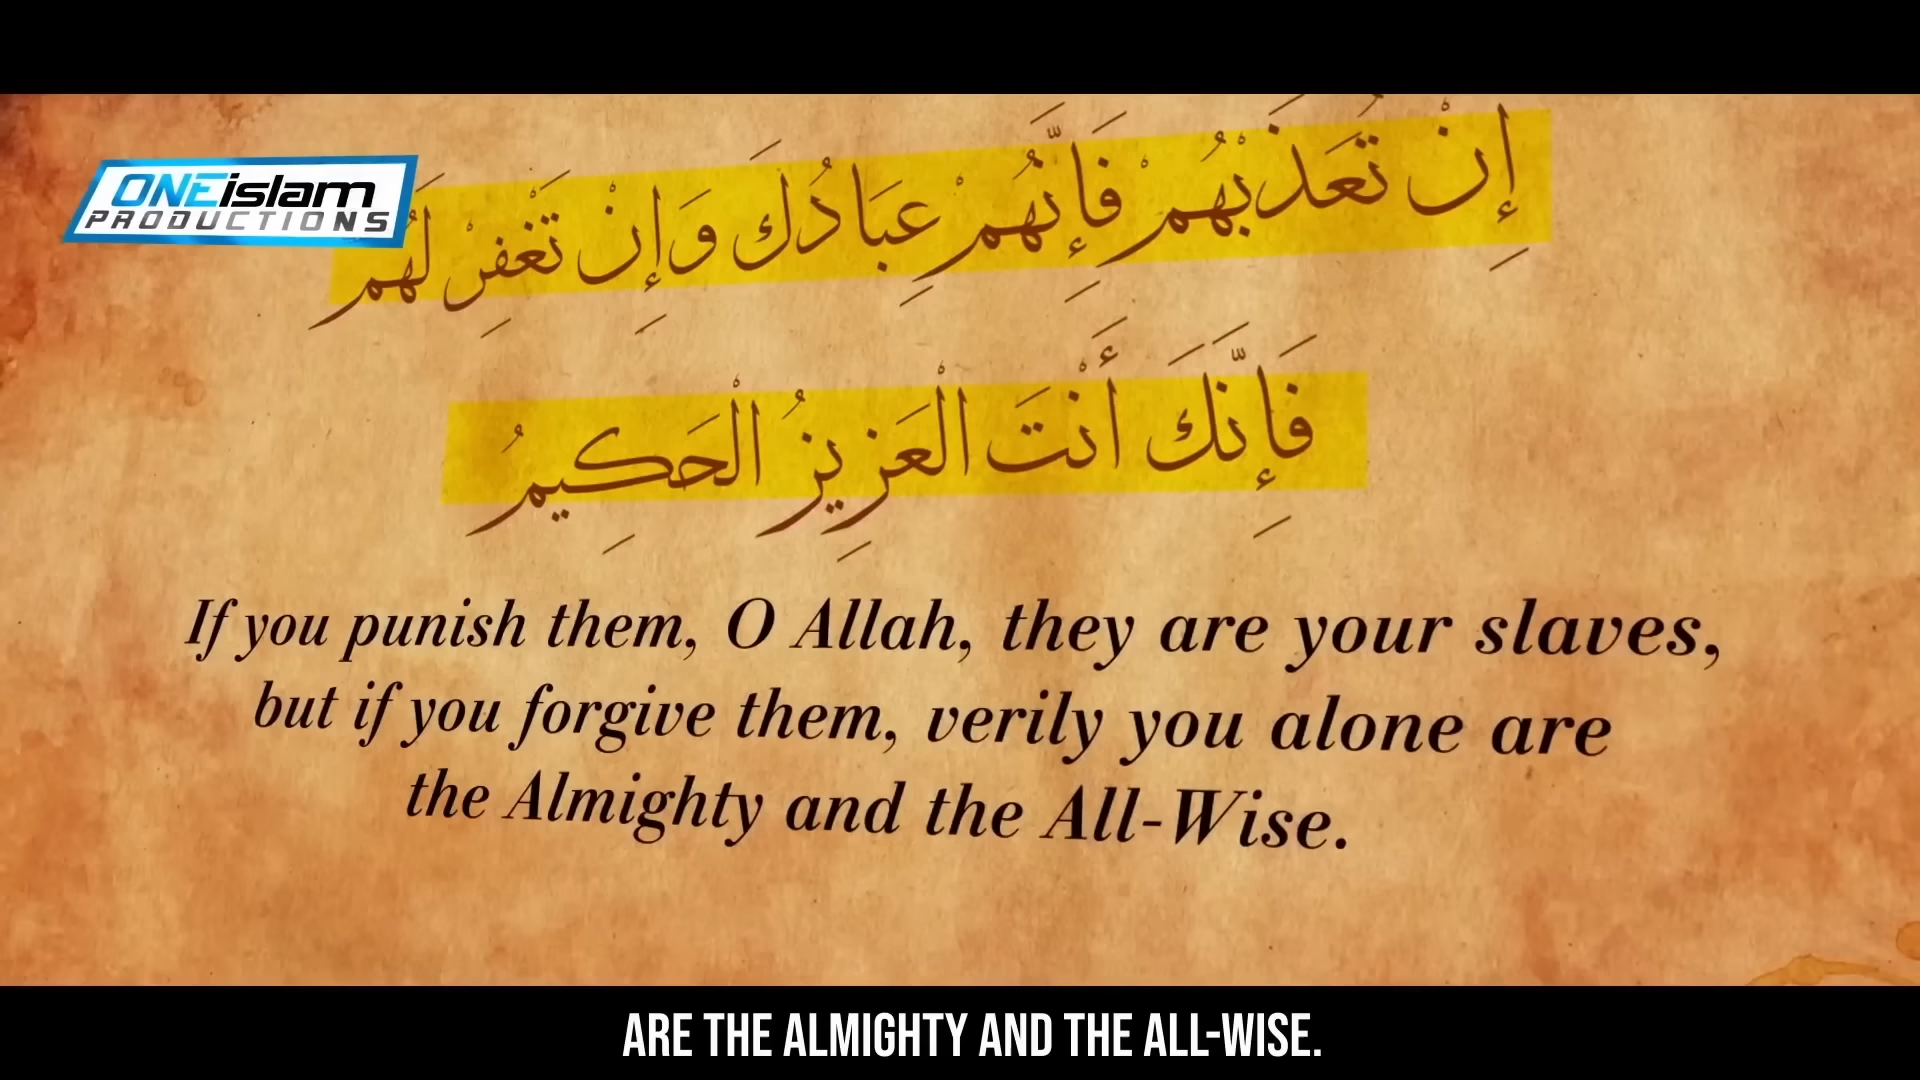 إِنْ تُعَذِّبْهُمْ فَإِنَّهُمْ عِبَادُكَ وَإِنْ تَغْفِرْ لَهُم
ONEislam
PRODUCTIONS
فَإِنَّكَ أَنْتَ الْعَزِيزُ الْحَكِيمُ
If you punish them, O Allah, they are your slaves,
but if you forgive them, verily you alone are
the Almighty and the All-Wise.
ARE THE ALMIGHTY AND THE ALL-WISE.